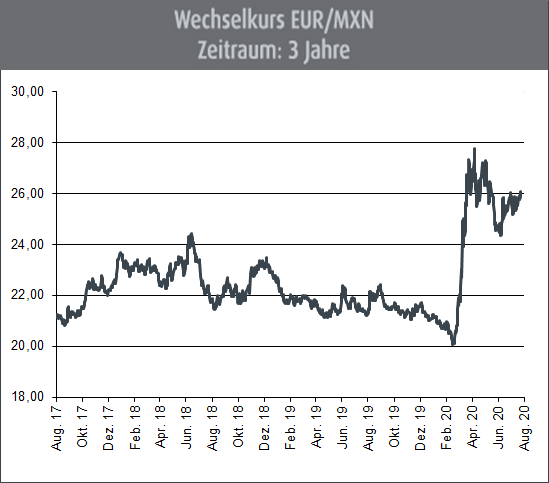 Wechselkurs EUR/MXN
Zeitraum: 3 Jahre
30,00
28,00
26,00
24,00
22,00
20,00
18,00
Aug. 17
Okt. 17
Dez. 17
Feb. 18
Apr. 18
Jun. 18
Aug. 18
Okt. 18
Dez. 18
Feb. 19
Apr. 19
Jun. 19
Aug. 19
Okt. 19
Dez. 19
Feb. 20
Apr. 20
Jun. 20
Aug. 20